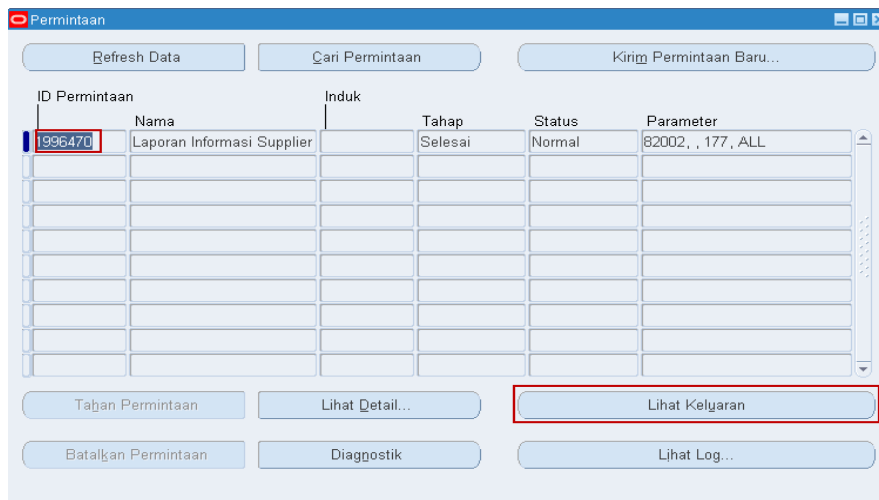 Permintaan
Refresh Data Cari Permintaan Kirim Permintaan Baru...
ID Permintaan Induk
Nama Tahap Status Parameter
1996470 Laporan Informasi Supplier Selesai Normal 82002, , 177, ALL
Tahan Permintaan Lihat Detail... Lihat Keluaran
Batalkan Permintaan Diagnostik Lihat Log...